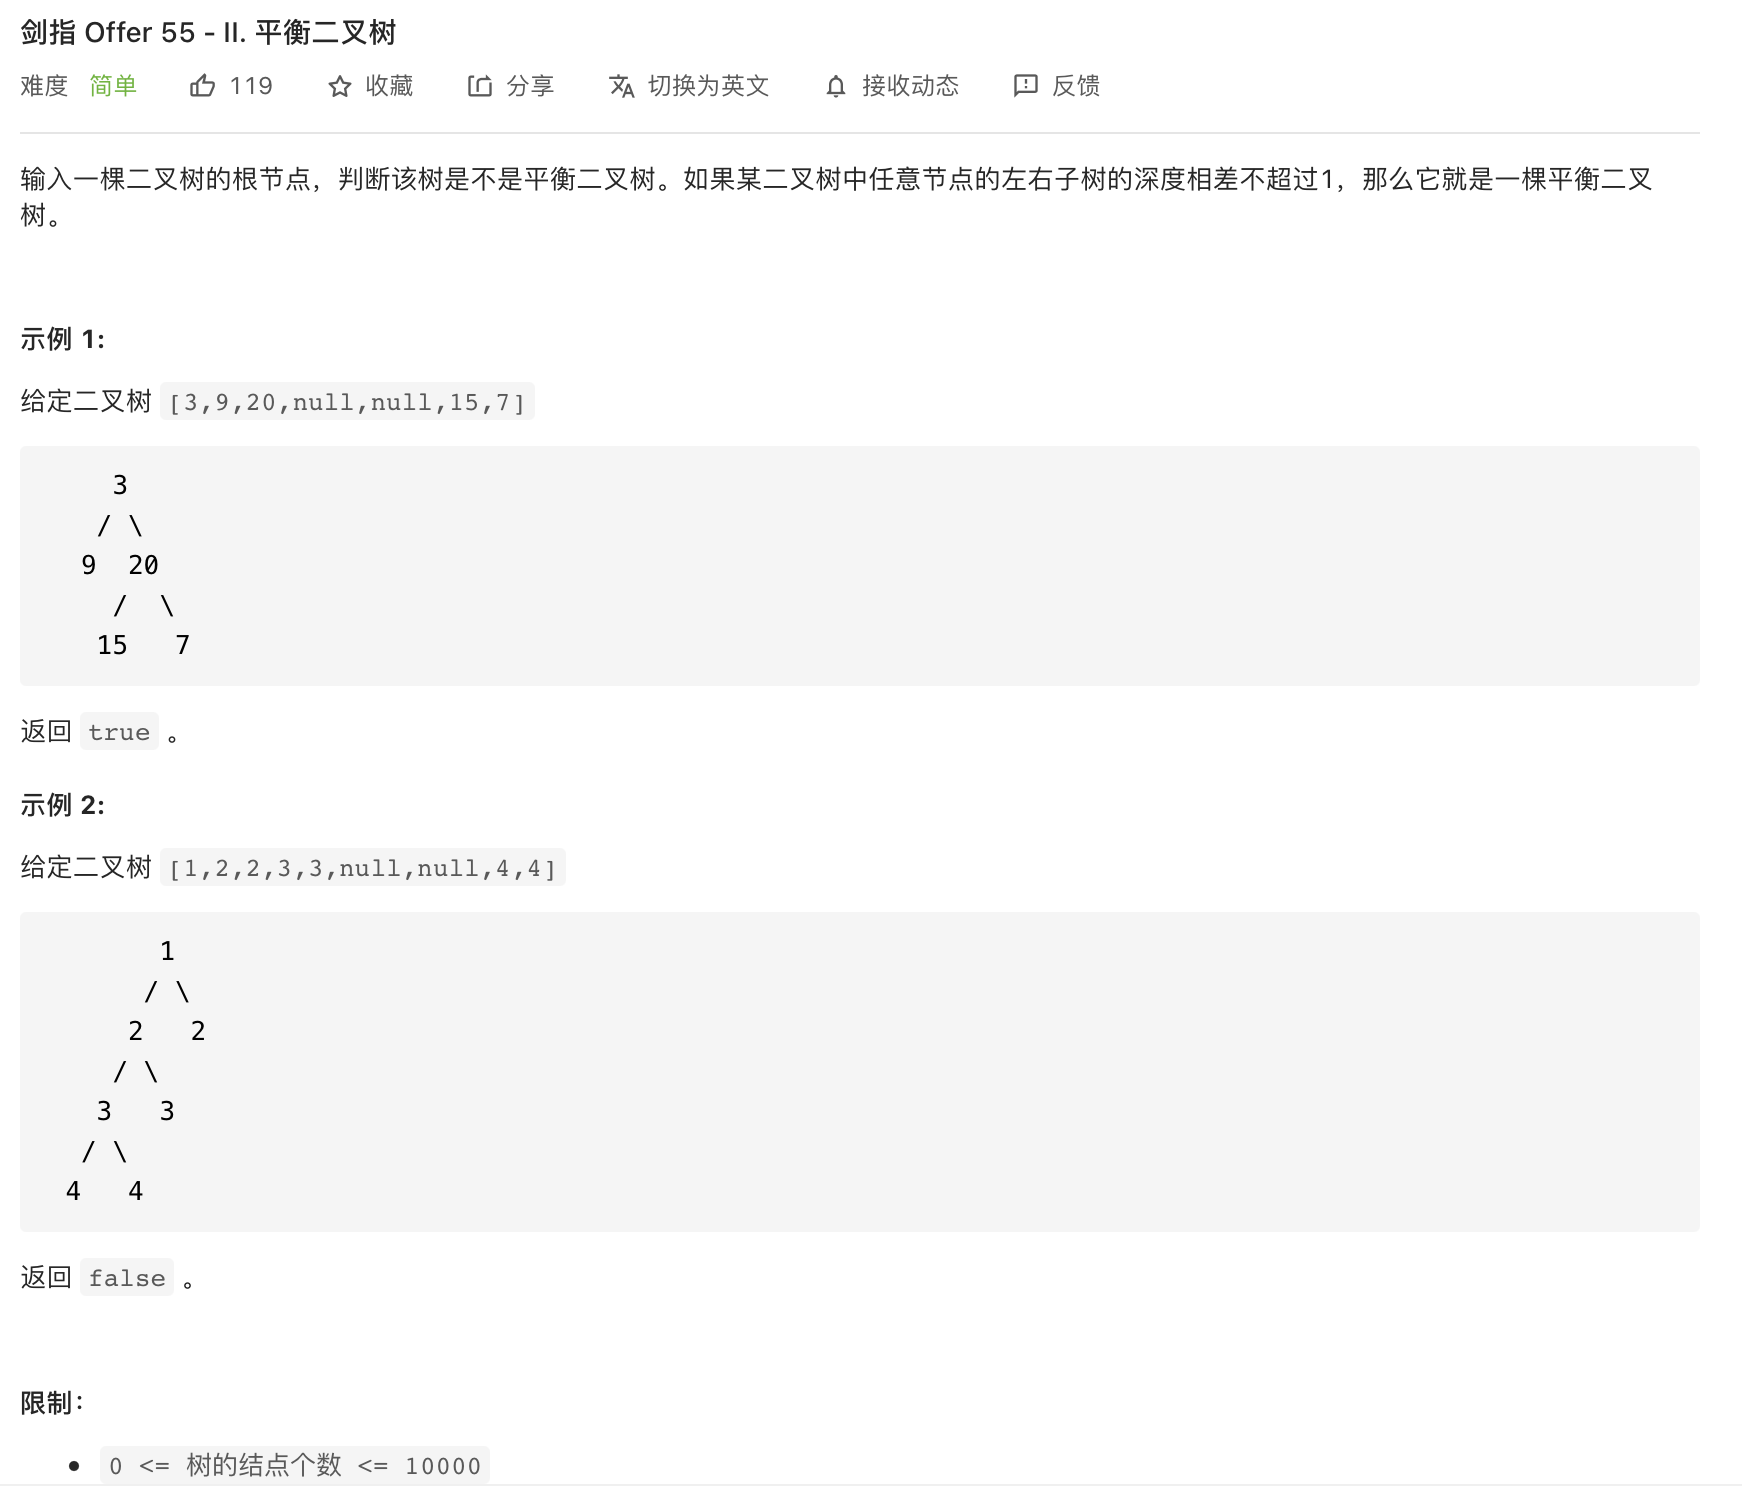 剑指 Offer 55 - II. 平衡二叉树
难度 简单 119 收藏 分享 切换为英文 接收动态 反馈
输入一棵二叉树的根节点，判断该树是不是平衡二叉树。如果某二叉树中任意节点的左右子树的深度相差不超过1，那么它就是一棵平衡二叉
树。
示例 1:
给定二叉树 [3,9,20,null,null,15,7]
3
/ \
9 20
/ \
15 7
返回 true 。
示例 2:
给定二叉树 [1,2,2,3,3,null,null,4,4]
1
/ \
2 2
/ \
3 3
/ \
4 4
返回 false 。
限制：
• 0 <= 树的结点个数 <= 10000